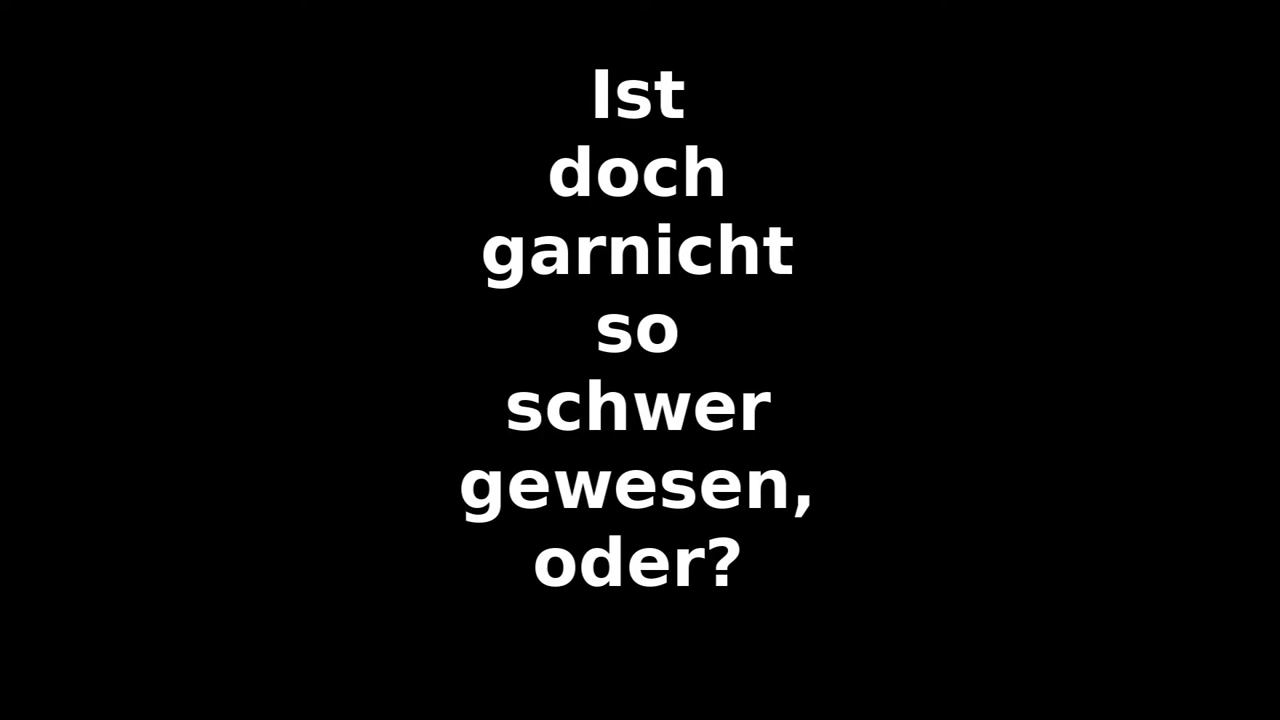 Ist
doch
garnicht
so
schwer
gewesen,
oder?